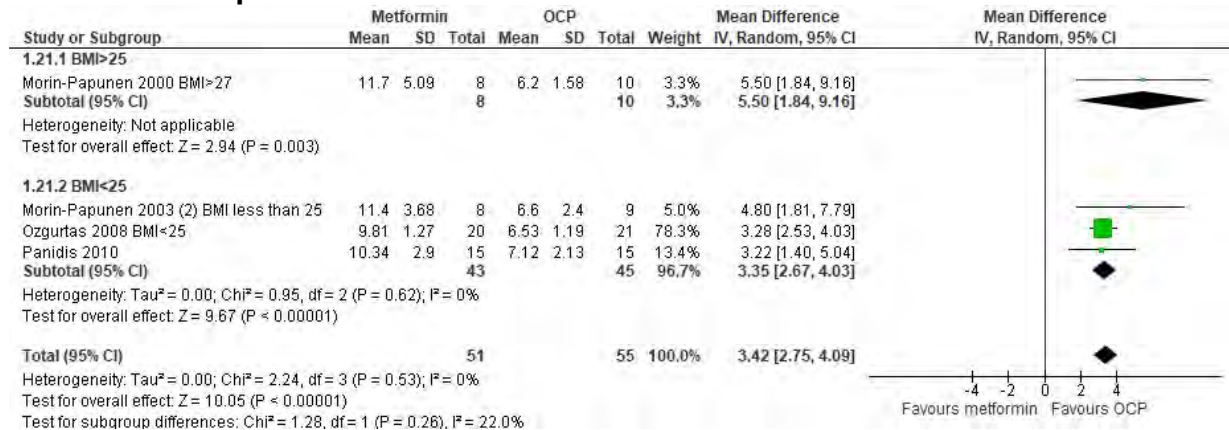 Metformin OCP Mean Difference Mean Difference
Study or Subgroup Mean SD Total Mean SD Total Weight IV, Random, 95% CI IV, Random, 95% CI
1.21.1 BMI>25
Morin-Papunen 2000 BMI>27 11.7 5.09 8 6.2 1.58 10 3.3% 5.50 [1.84, 9.16]
Subtotal (95% CI) 8 10 3.3% 5.50 [1.84, 9.16]
Heterogeneity: Not applicable
Test for overall effect: Z = 2.94 (P = 0.003)
1.21.2 BMI<25
Morin-Papunen 2003 (2) BMI less than 25 11.4 3.68 8 6.6 2.4 9 5.0% 4.80 [1.81, 7.79]
Ozgurtas 2008 BMI<25 9.81 1.27 20 6.53 1.19 21 78.3% 3.28 [2.53, 4.03]
Panidis 2010 10.34 2.9 15 7.12 2.13 15 13.4% 3.22 [1.40, 5.04]
Subtotal (95% CI) 43 45 96.7% 3.35 [2.67, 4.03]
Heterogeneity: Tau² = 0.00; Chi² = 0.95, df = 2 (P = 0.62); I² = 0%
Test for overall effect: Z = 9.67 (P < 0.00001)
Total (95% CI) 51 55 100.0% 3.42 [2.75, 4.09]
Heterogeneity: Tau² = 0.00; Chi² = 2.24, df = 3 (P = 0.53); I² = 0%
Test for overall effect: Z = 10.05 (P < 0.00001)
Test for subgroup differences: Chi² = 1.28, df = 1 (P = 0.26), I² = 22.0%
-4 -2 0 2 4
Favours metformin Favours OCP